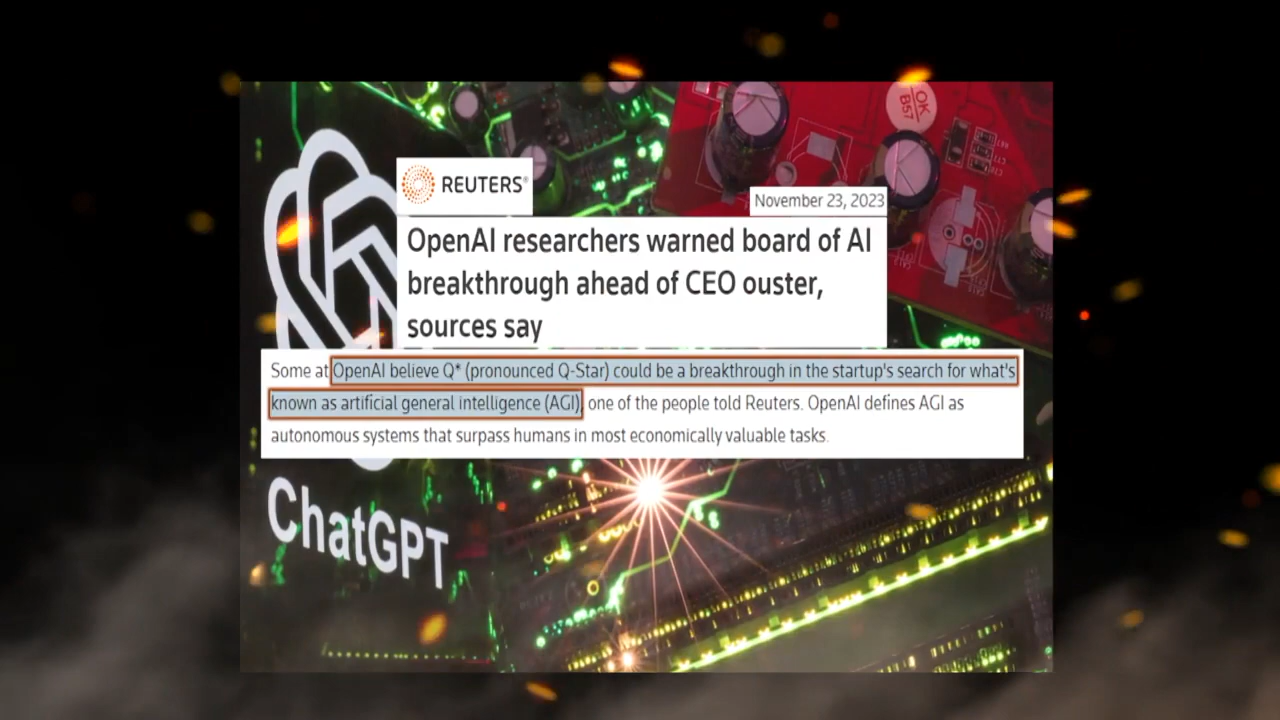 REUTERS®
November 23, 2023
OpenAI researchers warned board of AI
breakthrough ahead of CEO ouster,
sources say
Some at OpenAI believe Q* (pronounced Q-Star) could be a breakthrough in the startup's search for what's
known as artificial general intelligence (AGI), one of the people told Reuters. OpenAI defines AGI as
autonomous systems that surpass humans in most economically valuable tasks.
ChatGPT
OK
B57